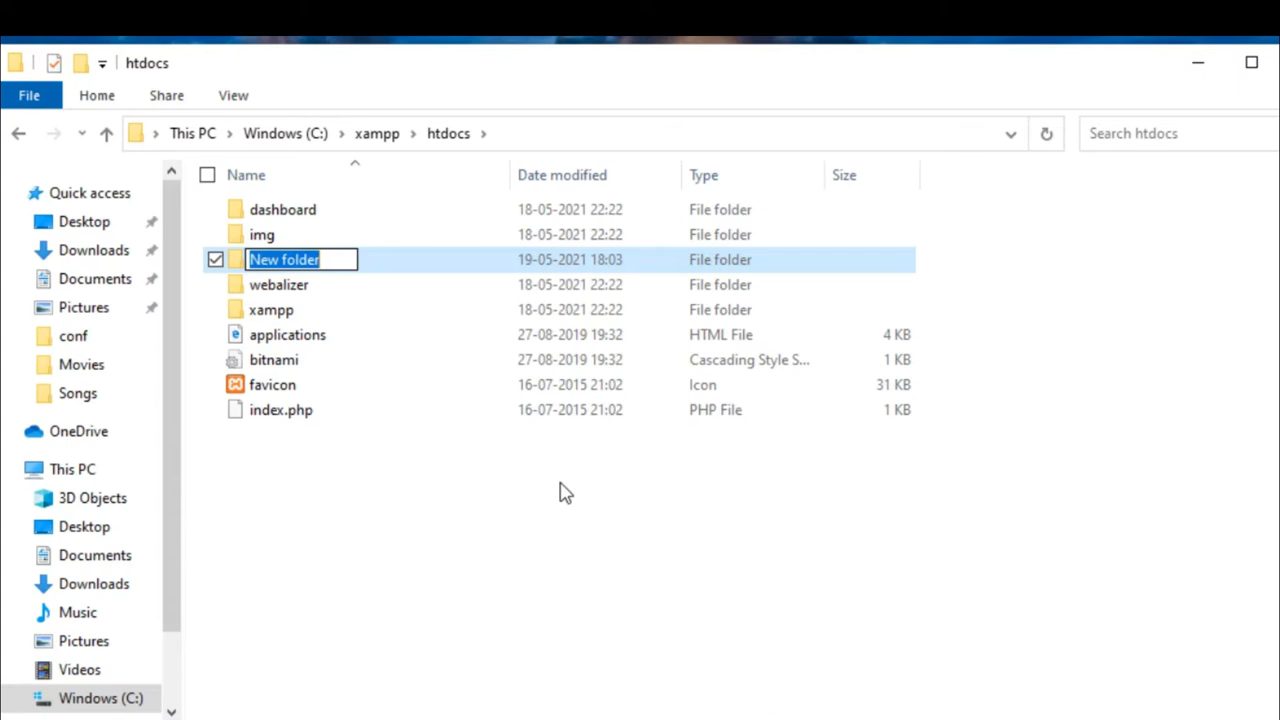 htdocs
File Home Share View
This PC Windows (C:) xampp htdocs Search htdocs
Name Date modified Type Size
Quick access
Desktop
Downloads
Documents
Pictures
conf
Movies
Songs
OneDrive
This PC
3D Objects
Desktop
Documents
Downloads
Music
Pictures
Videos
Windows (C:)
dashboard 18-05-2021 22:22 File folder
img 18-05-2021 22:22 File folder
New folder 19-05-2021 18:03 File folder
webalizer 18-05-2021 22:22 File folder
xampp 18-05-2021 22:22 File folder
applications 27-08-2019 19:32 HTML File 4 KB
bitnami 27-08-2019 19:32 Cascading Style S... 1 KB
favicon 16-07-2015 21:02 Icon 31 KB
index.php 16-07-2015 21:02 PHP File 1 KB